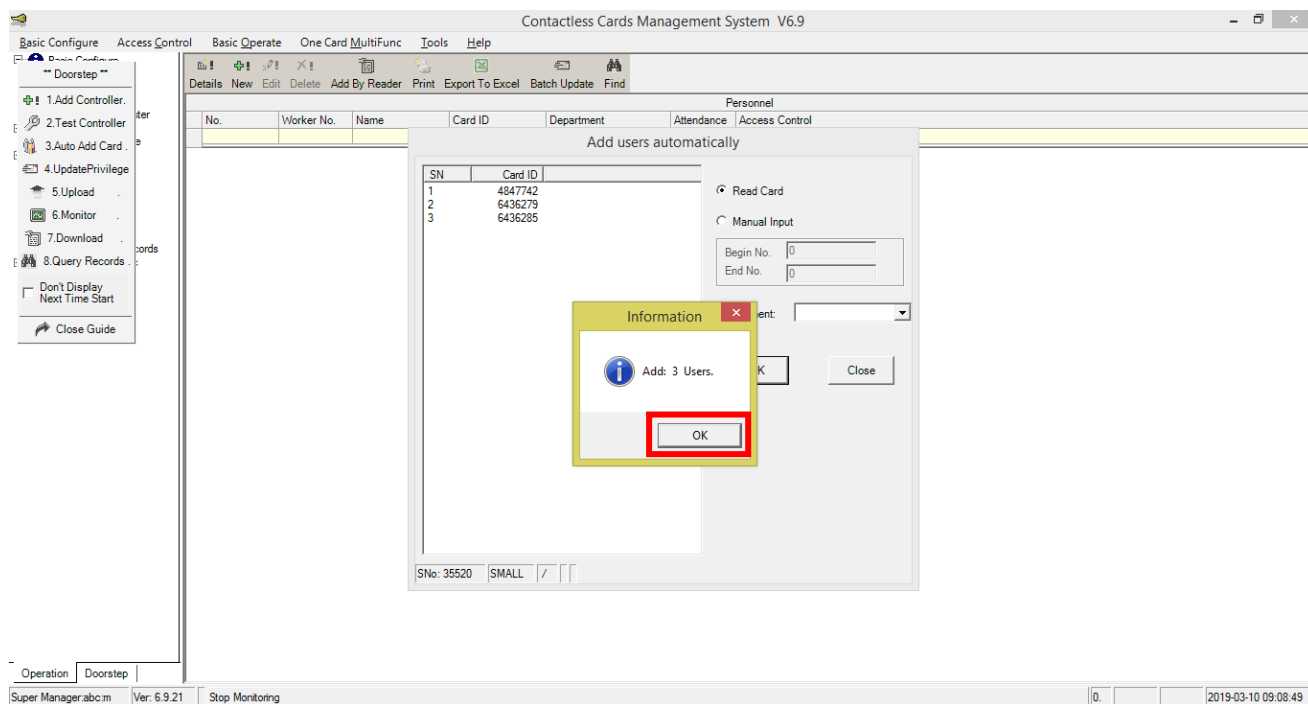 Contactless Cards Management System V6.9
Basic Configure Access Control Basic Operate One Card MultiFunc Tools Help
Basic Configure
** Doorstep **
1.Add Controller.
2.Test Controller
3.Auto Add Card .
4.UpdatePrivilege
5.Upload .
6.Monitor .
7.Download .
8.Query Records .
Don't Display
Next Time Start
Close Guide
ter
e
cords
Details New Edit Delete Add By Reader Print Export To Excel Batch Update Find
Personnel
No. Worker No. Name Card ID Department Attendance Access Control
Add users automatically
SN Card ID
1 4847742
2 6436279
3 6436285
Read Card
Manual Input
Begin No. 0
End No. 0
ent:
K Close
Information
Add: 3 Users.
OK
SNo: 35520 SMALL /
Operation Doorstep
Super Manager:abc:m Ver: 6.9.21 Stop Monitoring 0. 2019-03-10 09:08:49